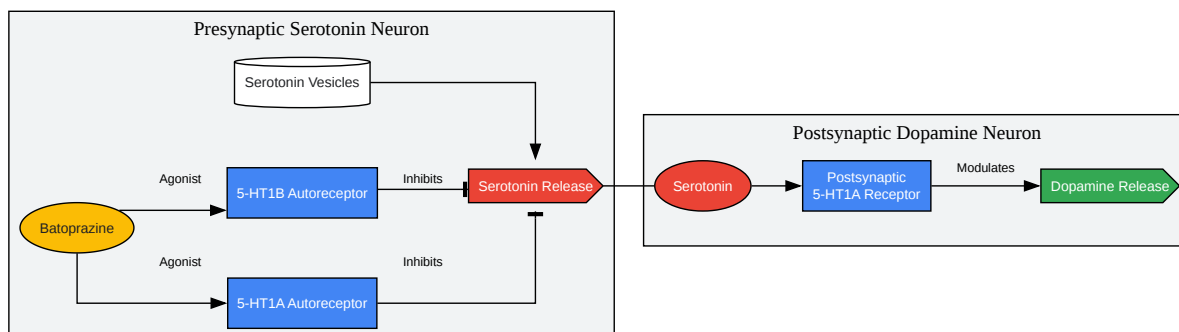 Presynaptic Serotonin Neuron
Serotonin Vesicles
Agonist
5-HT1B Autoreceptor
Inhibits
Serotonin Release
Batoprazine
Agonist
5-HT1A Autoreceptor
Inhibits
Postsynaptic Dopamine Neuron
Serotonin
Postsynaptic
5-HT1A Receptor
Modulates
Dopamine Release